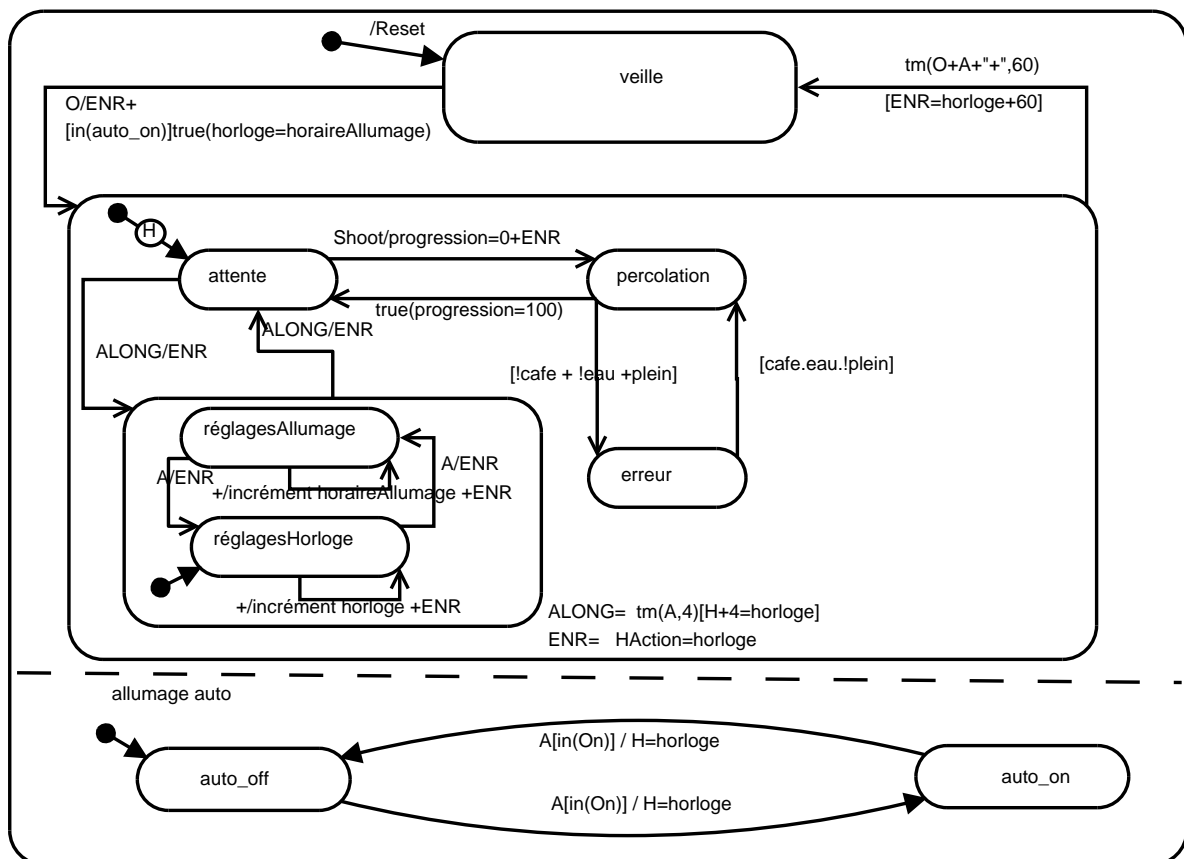 /Reset
veille
tm(O+A+"+",60)
[ENR=horloge+60]
O/ENR+
[in(auto_on)]true(horloge=horaireAllumage)
H
attente
Shoot/progression=0+ENR
percolation
true(progression=100)
ALONG/ENR
ALONG/ENR
[!cafe + !eau +plein]
[cafe.eau.!plein]
réglagesAllumage
A/ENR
A/ENR
+/incrément horaireAllumage +ENR
erreur
réglagesHorloge
+/incrément horloge +ENR
ALONG= tm(A,4)[H+4=horloge]
ENR= HAction=horloge
allumage auto
A[in(On)] / H=horloge
auto_off
auto_on
A[in(On)] / H=horloge